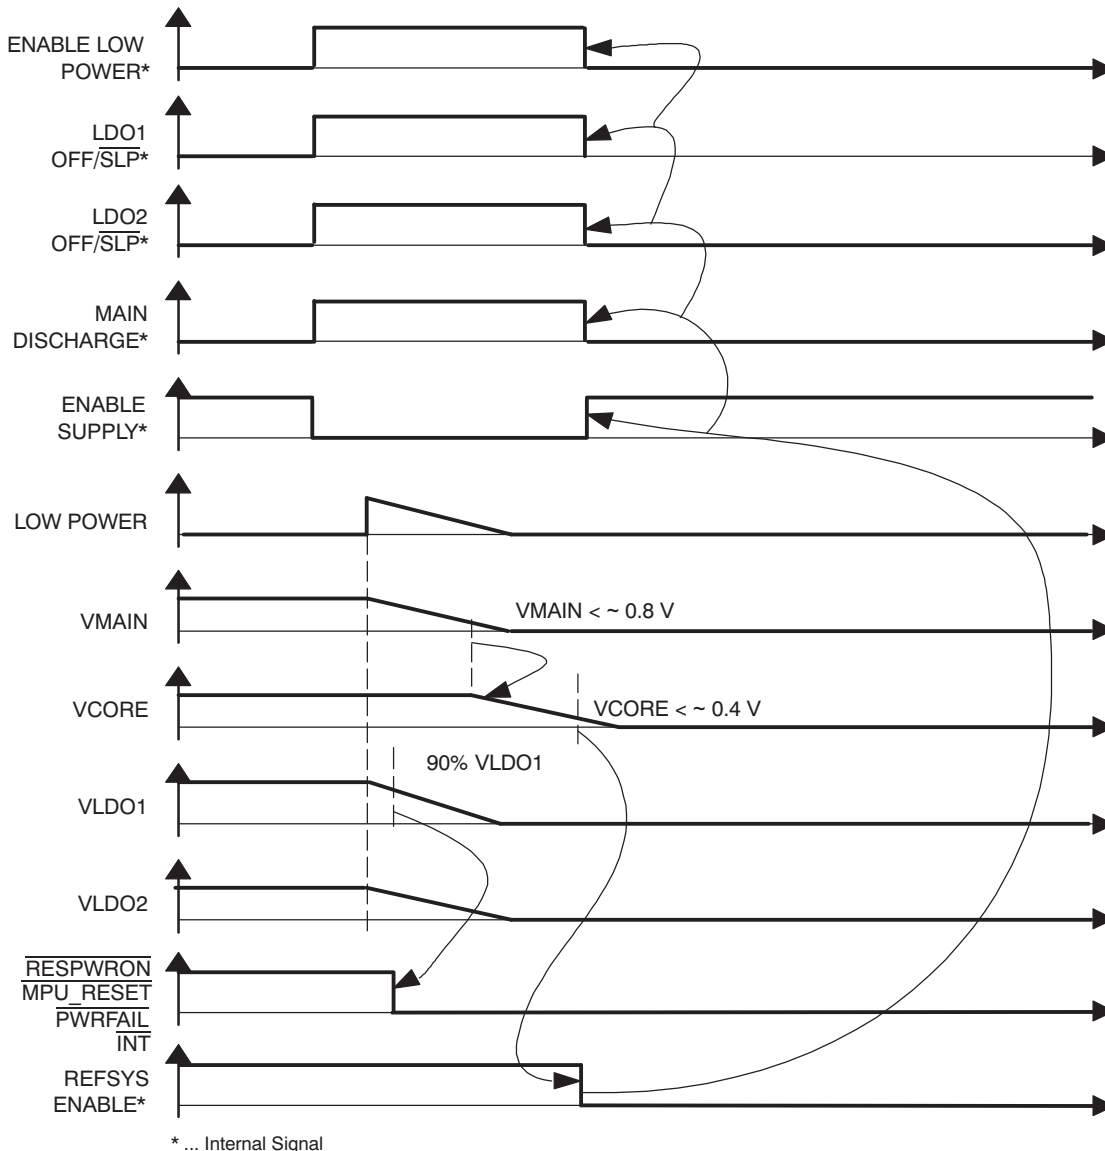 ENABLE LOW
POWER*
LDO1
OFF/SLP*
LDO2
OFF/SLP*
MAIN
DISCHARGE*
ENABLE
SUPPLY*
LOW POWER
VMAIN
VMAIN < ~ 0.8 V
VCORE
VCORE < ~ 0.4 V
90% VLDO1
VLDO1
VLDO2
RESPWRON
MPU_RESET
PWRFAIL
INT
REFSYS
ENABLE*
* ... Internal Signal